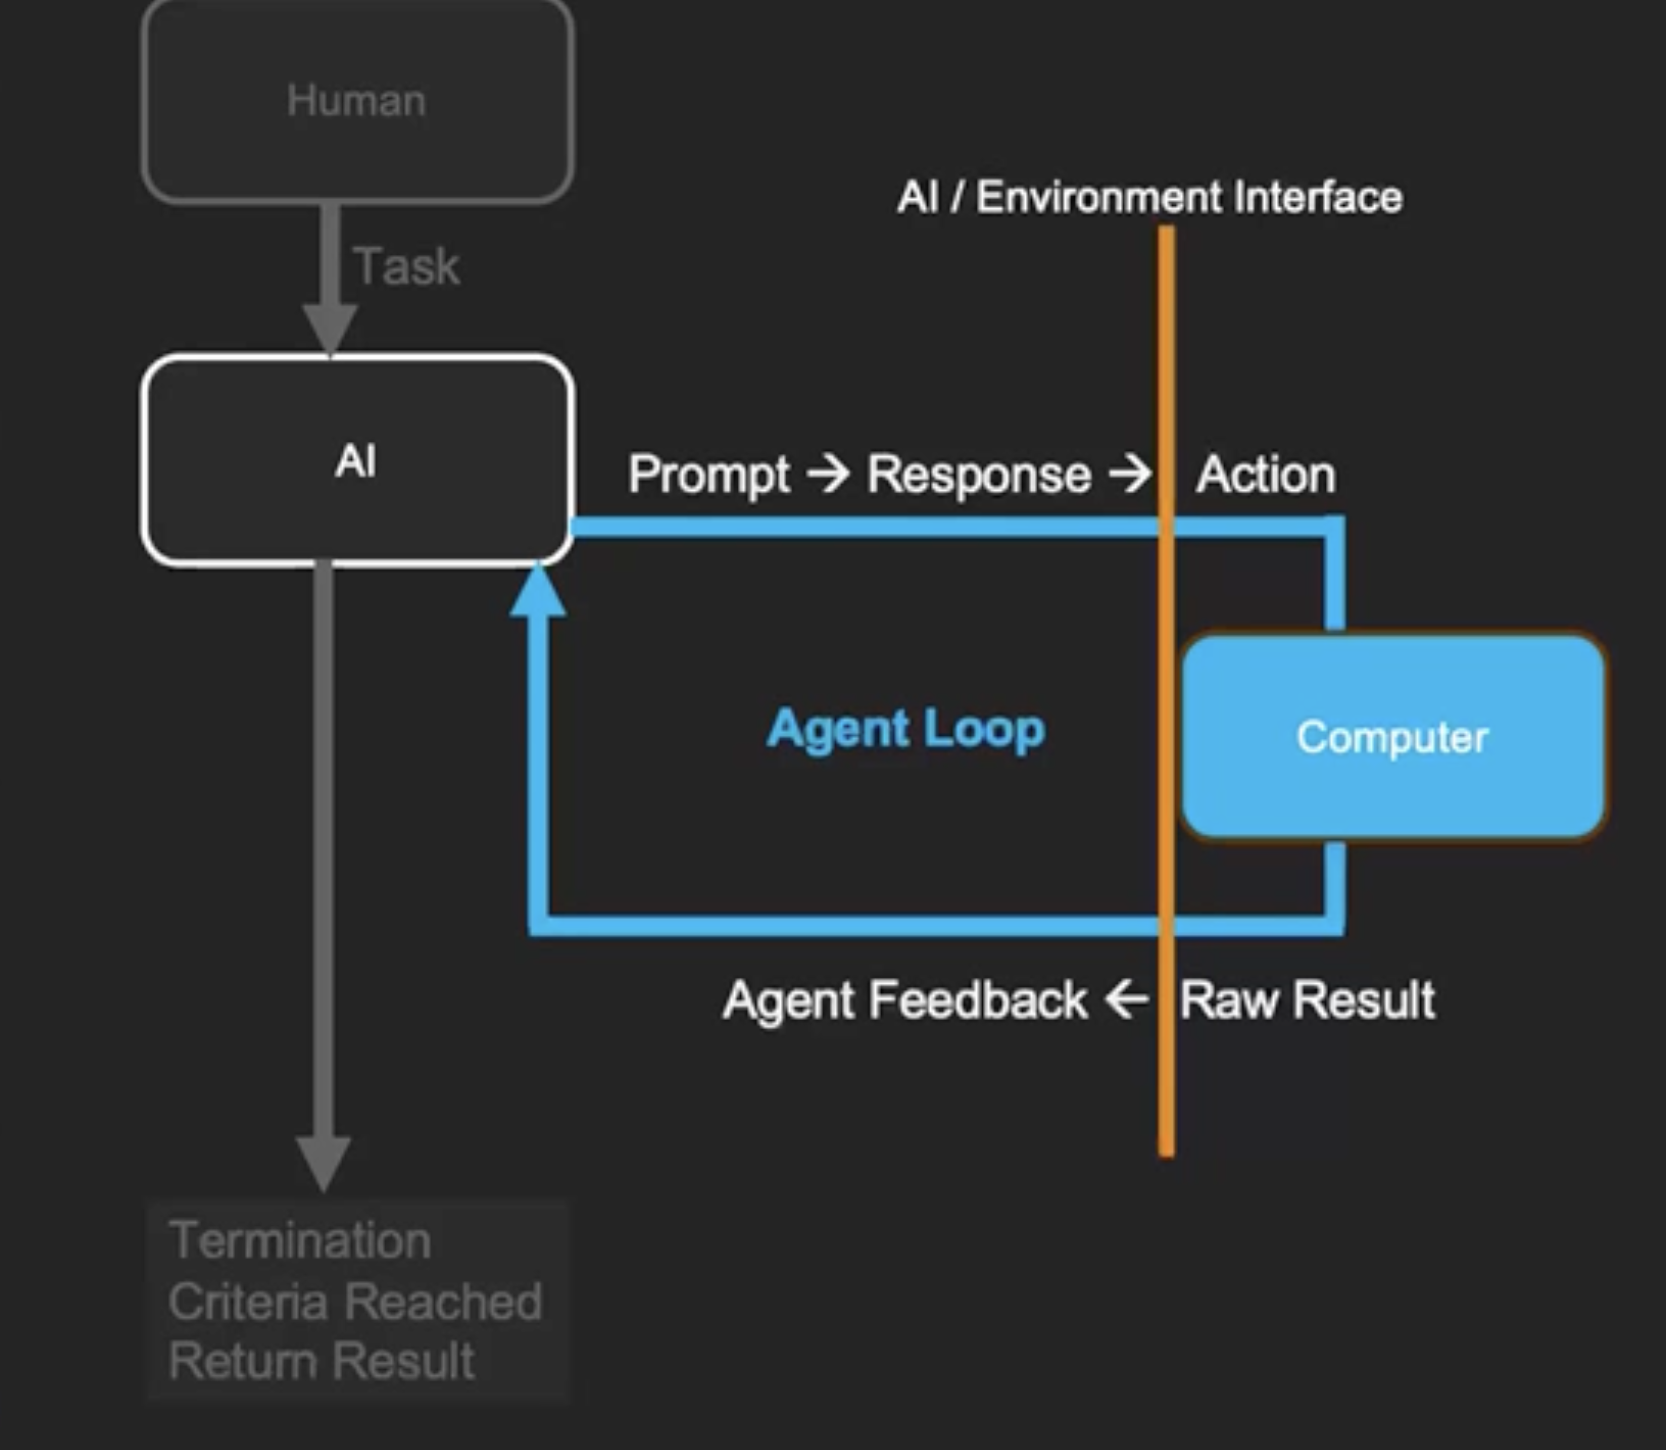 Human
AI / Environment Interface
Task
AI
Prompt → Response → Action
Agent Loop
Computer
Agent Feedback ← Raw Result
Termination
Criteria Reached
Return Result